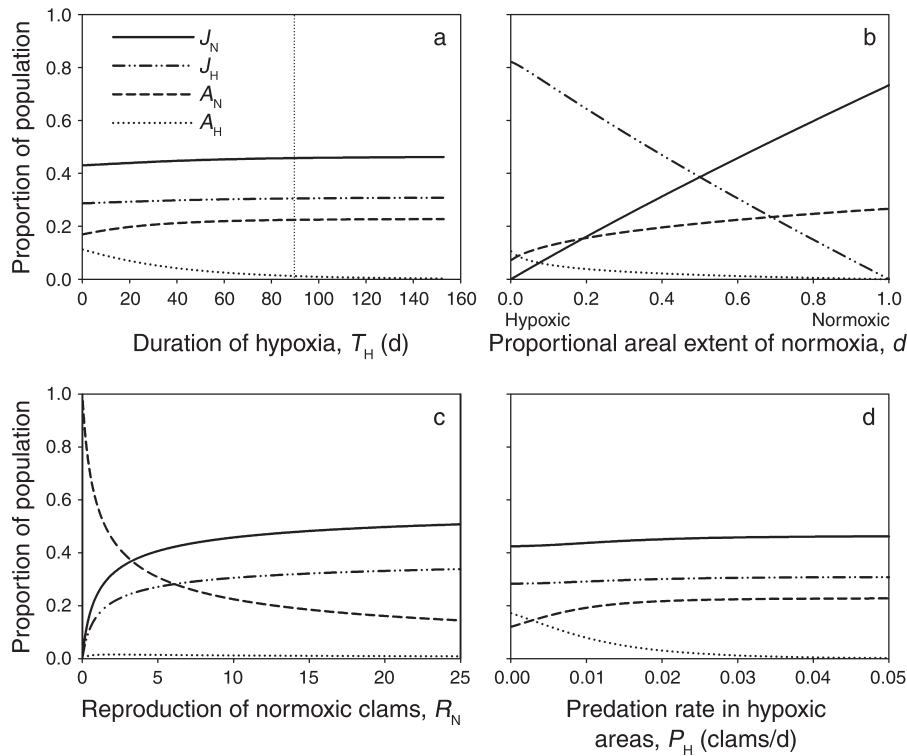 1.0
0.8
0.6
0.4
0.2
0.0
Proportion of population
a
J_N
J_H
A_N
A_H
0 20 40 60 80 100 120 140 160
Duration of hypoxia, T_H (d)
b
0.0 0.2 0.4 0.6 0.8 1.0
Hypoxic Normoxic
Proportional areal extent of normoxia, d
1.0
0.8
0.6
0.4
0.2
0.0
Proportion of population
c
0 5 10 15 20 25
Reproduction of normoxic clams, R_N
d
0.00 0.01 0.02 0.03 0.04 0.05
Predation rate in hypoxic
areas, P_H (clams/d)